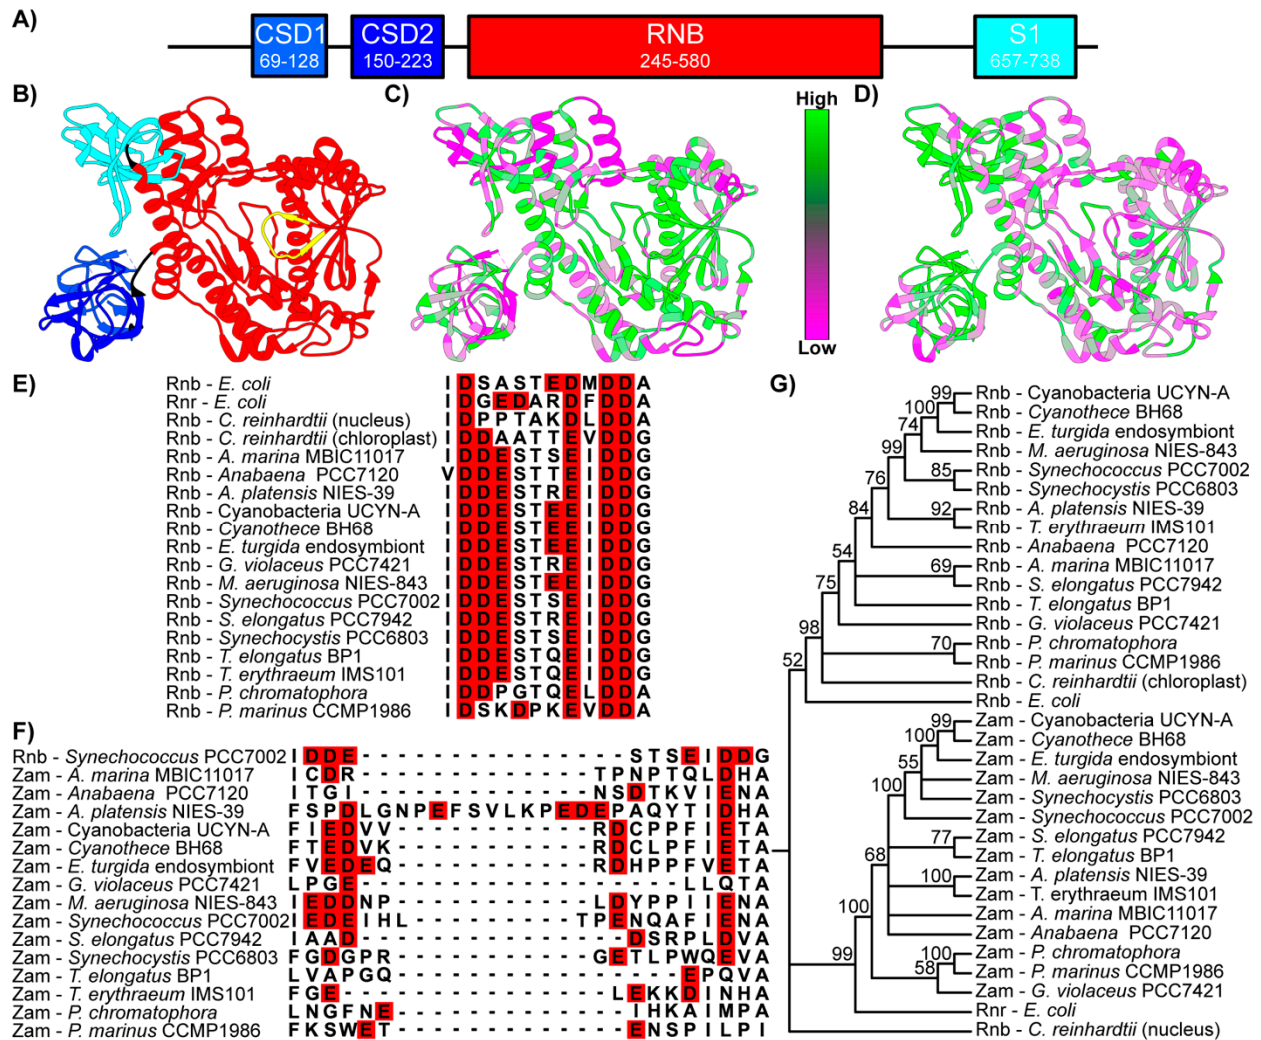 A)
CSD1
69-128
CSD2
150-223
RNB
245-580
S1
657-738
B)
C)
High
Low
D)
E)
Rnb - E. coli IDSASTEDMDDA
Rnr - E. coli IDGEDARDFDDA
Rnb - C. reinhardtii (nucleus) IDPPTAKDLDDA
Rnb - C. reinhardtii (chloroplast) IDDAATTEVDDG
Rnb - A. marina MBIC11017 IDDESTSEIDDG
Rnb - Anabaena PCC7120 VDDESTTEIDDG
Rnb - A. platensis NIES-39 IDDESTREIDDG
Rnb - Cyanobacteria UCYN-A IDDESTEEIDDG
Rnb - Cyanothece BH68 IDDESTEEIDDG
Rnb - E. turgida endosymbiont IDDESTEEIDDG
Rnb - G. violaceus PCC7421 IDDESTREIDDG
Rnb - M. aeruginosa NIES-843 IDDESTEEIDDG
Rnb - Synechococcus PCC7002 IDDESTSEIDDG
Rnb - S. elongatus PCC7942 IDDESTREIDDG
Rnb - Synechocystis PCC6803 IDDESTSEIDDG
Rnb - T. elongatus BP1 IDDESTQEIDDG
Rnb - T. erythraeum IMS101 IDDESTQEIDDG
Rnb - P. chromatophora IDDPGTQELDDA
Rnb - P. marinus CCMP1986 IDSKDPKEVDDG
F)
Rnb - Synechococcus PCC7002 IDDE---------------STSEIDDG
Zam - A. marina MBIC11017 ICDR-------------TPNPTQLDHA
Zam - Anabaena PCC7120 ITGI-------------NSDTKVIENA
Zam - A. platensis NIES-39 FSPDLGNPEFSVLKPEDEPAQYTIDHA
Zam - Cyanobacteria UCYN-A FIEDVV-----------RDCPPFIETA
Zam - Cyanothece BH68 FTEDVK-----------RDCLPFIETA
Zam - E. turgida endosymbiont FVEDEQ-----------RDHPPFVETA
Zam - G. violaceus PCC7421 LPGE------------------LLQTA
Zam - M. aeruginosa NIES-843 IEDDNP-----------LDYPPIIENA
Zam - Synechococcus PCC7002 IEDEIHL---------TPENQAFIENA
Zam - S. elongatus PCC7942 IAAD---------------DSRPLDVA
Zam - Synechocystis PCC6803 FGDGPR-----------GETLPWQEVA
Zam - T. elongatus BP1 LVAPGQ---------------EPQVA
Zam - T. erythraeum IMS101 FGE---------------LEKKDINHA
Zam - P. chromatophora LNGFNE-------------IHKAIMPA
Zam - P. marinus CCMP1986 FKSWET-------------ENSPILPI
G)
99
100
74
99
85
76
92
84
54
69
75
98
70
52
99
100
55
100
77
68
100
100
99
100
58
Rnb - Cyanobacteria UCYN-A
Rnb - Cyanothece BH68
Rnb - E. turgida endosymbiont
Rnb - M. aeruginosa NIES-843
Rnb - Synechococcus PCC7002
Rnb - Synechocystis PCC6803
Rnb - A. platensis NIES-39
Rnb - T. erythraeum IMS101
Rnb - Anabaena PCC7120
Rnb - A. marina MBIC11017
Rnb - S. elongatus PCC7942
Rnb - T. elongatus BP1
Rnb - G. violaceus PCC7421
Rnb - P. chromatophora
Rnb - P. marinus CCMP1986
Rnb - C. reinhardtii (chloroplast)
Rnb - E. coli
Zam - Cyanobacteria UCYN-A
Zam - Cyanothece BH68
Zam - E. turgida endosymbiont
Zam - M. aeruginosa NIES-843
Zam - Synechocystis PCC6803
Zam - Synechococcus PCC7002
Zam - S. elongatus PCC7942
Zam - T. elongatus BP1
Zam - A. platensis NIES-39
Zam - T. erythraeum IMS101
Zam - A. marina MBIC11017
Zam - Anabaena PCC7120
Zam - P. chromatophora
Zam - P. marinus CCMP1986
Zam - G. violaceus PCC7421
Rnr - E. coli
Rnb - C. reinhardtii (nucleus)